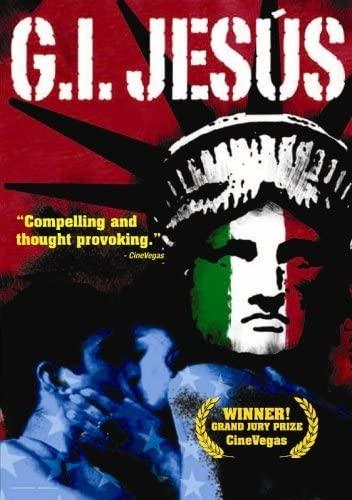 G.I. JESÚS
“Compelling and
thought provoking.”
- CineVegas
WINNER!
GRAND JURY PRIZE
CineVegas